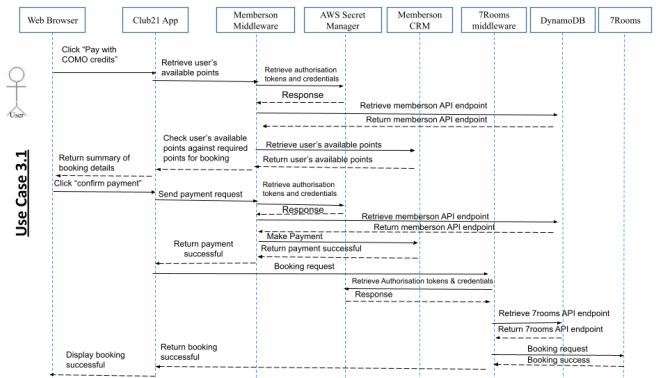 Web Browser
Club21 App
Memberson
Middleware
AWS Secret
Manager
Memberson
CRM
7Rooms
middleware
DynamoDB
7Rooms
Click “Pay with
COMO credits”
Retrieve user's
available points
Retrieve authorisation
tokens and credentials
Response
Retrieve memberson API endpoint
Return memberson API endpoint
User
Use Case 3.1
Check user's available
points against required
points for booking
Retrieve user's available points
Return user's available points
Return summary of
booking details
Click “confirm payment”
Send payment request
Retrieve authorisation
tokens and credentials
Response
Retrieve memberson API endpoint
Return memberson API endpoint
Make Payment
Return payment successful
Return payment
successful
Booking request
Retrieve Authorisation tokens & credentials
Response
Retrieve 7rooms API endpoint
Return 7rooms API endpoint
Booking request
Booking success
Return booking
successful
Display booking
successful